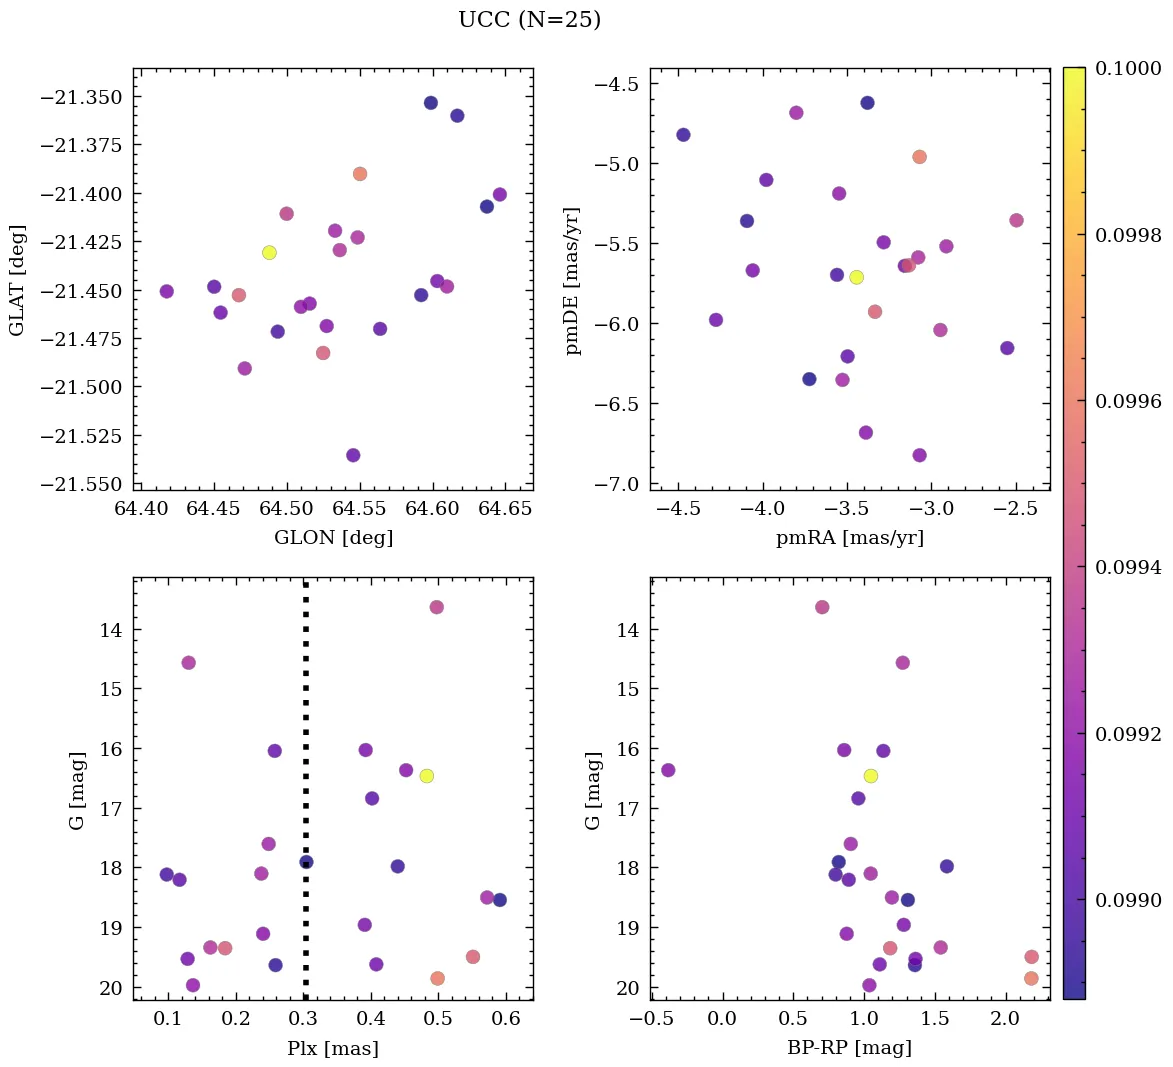 UCC (N=25)
−21.350
−21.375
−21.400
−21.425
−21.450
−21.475
−21.500
−21.525
−21.550
GLAT [deg]
64.40 64.45 64.50 64.55 64.60 64.65
GLON [deg]
−4.5
−5.0
−5.5
−6.0
−6.5
−7.0
pmDE [mas/yr]
−4.5 −4.0 −3.5 −3.0 −2.5
pmRA [mas/yr]
14
15
16
17
18
19
20
G [mag]
0.1 0.2 0.3 0.4 0.5 0.6
Plx [mas]
14
15
16
17
18
19
20
G [mag]
−0.5 0.0 0.5 1.0 1.5 2.0
BP-RP [mag]
0.1000
0.0998
0.0996
0.0994
0.0992
0.0990